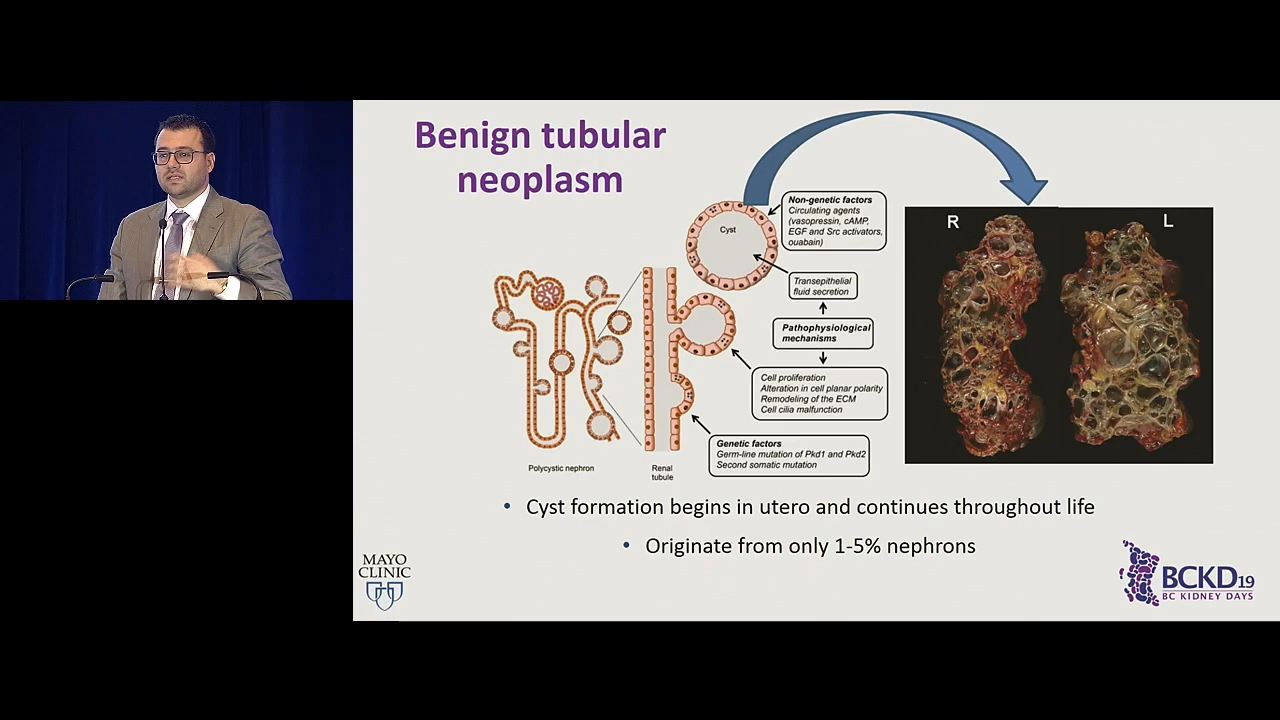 Benign tubular
neoplasm
Non-genetic factors
Circulating agents
(vasopressin, cAMP,
EGF and Src activators,
ouabain)
Cyst
Transepithelial
fluid secretion
Pathophysiological
mechanisms
Cell proliferation
Alteration in cell planar polarity
Remodeling of the ECM
Cell cilia malfunction
Genetic factors
Germ-line mutation of Pkd1 and Pkd2
Second somatic mutation
Polycystic nephron
Renal
tubule
R
L
• Cyst formation begins in utero and continues throughout life
• Originate from only 1-5% nephrons
MAYO
CLINIC
BCKD19
BC KIDNEY DAYS